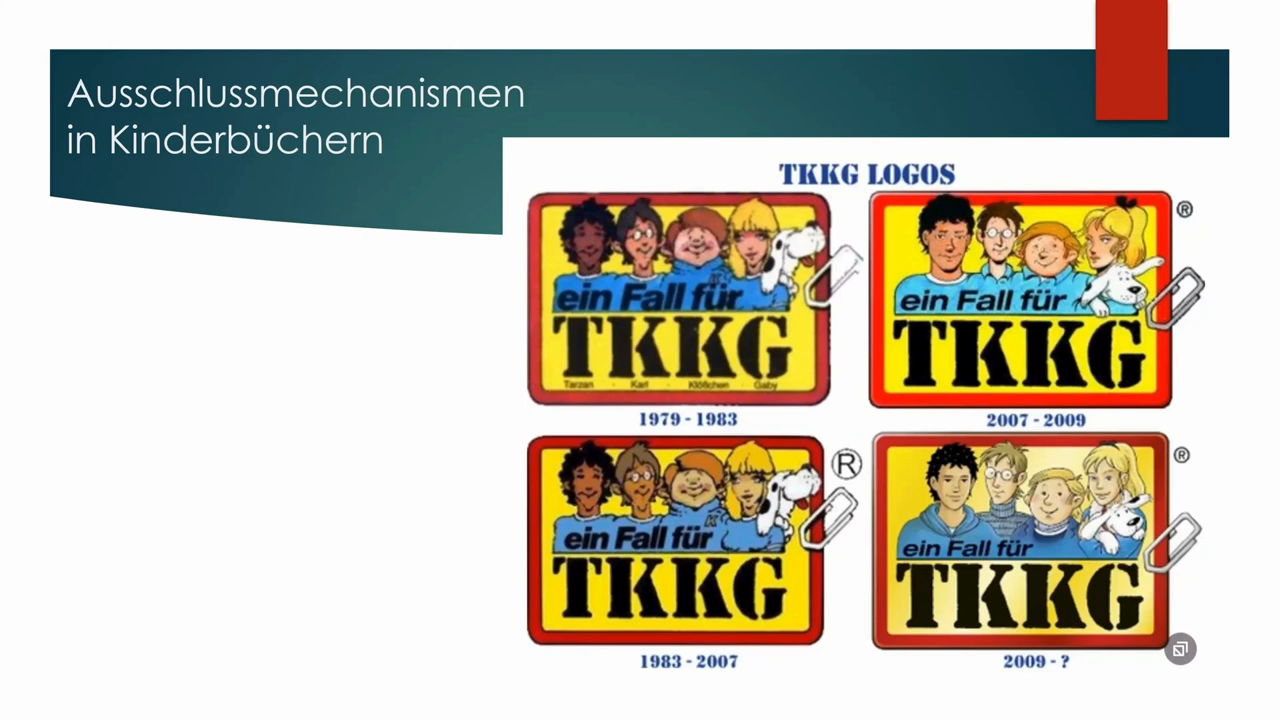 Ausschlussmechanismen
in Kinderbüchern
TKKG LOGOS
ein Fall für
TKKG
Tarzan · Karl · Klößchen · Gaby
1979 - 1983
®
ein Fall für
TKKG
2007 - 2009
®
K
ein Fall für
TKKG
1983 - 2007
®
ein Fall für
TKKG
2009 - ?